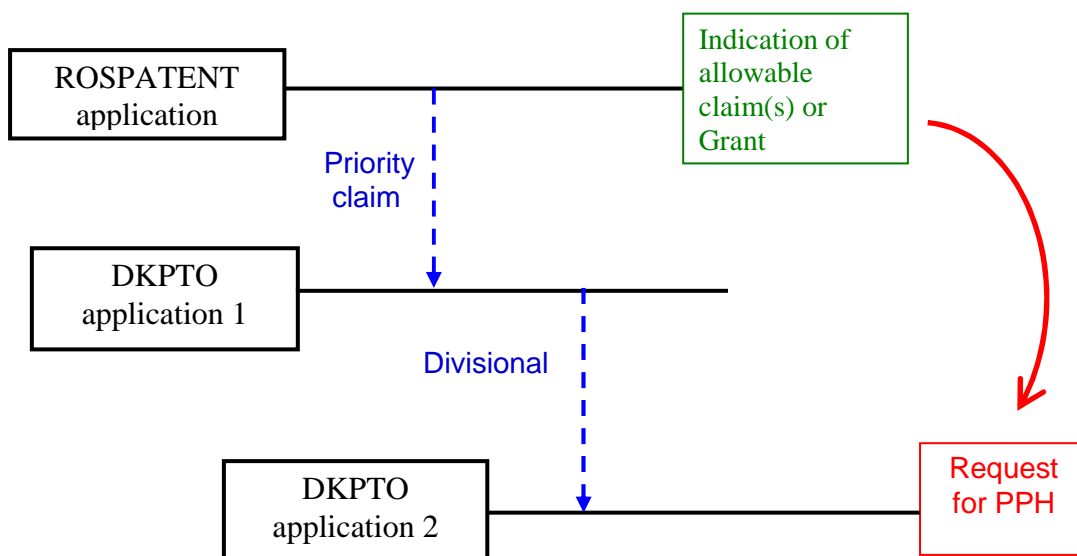 ROSPATENT
application
Indication of
allowable
claim(s) or
Grant
Priority
claim
DKPTO
application 1
Divisional
DKPTO
application 2
Request
for PPH